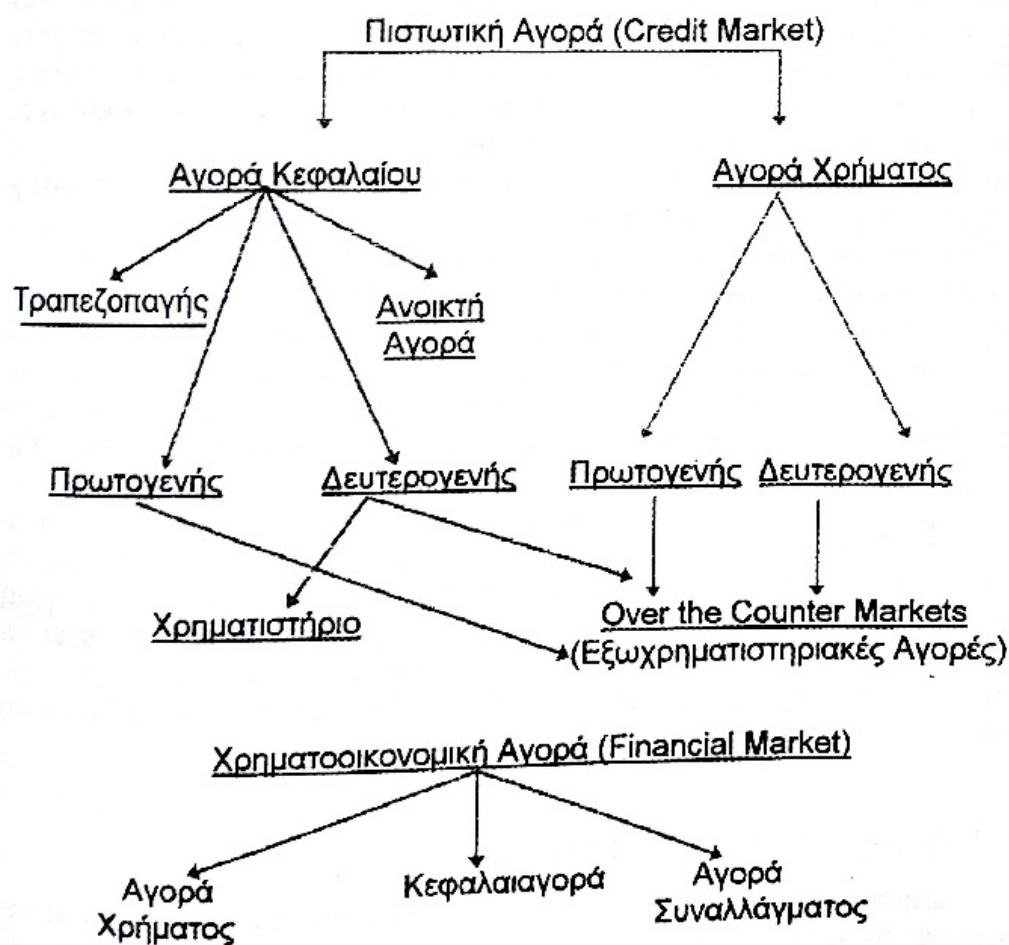 Πιστωτική Αγορά (Credit Market)
Αγορά Κεφαλαίου
Αγορά Χρήματος
Τραπεζοπαγής
Ανοικτή
Αγορά
Πρωτογενής
Δευτερογενής
Πρωτογενής
Δευτερογενής
Χρηματιστήριο
Over the Counter Markets
(Εξωχρηματιστηριακές Αγορές)
Χρηματοοικονομική Αγορά (Financial Market)
Αγορά
Χρήματος
Κεφαλαιαγορά
Αγορά
Συναλλάγματος